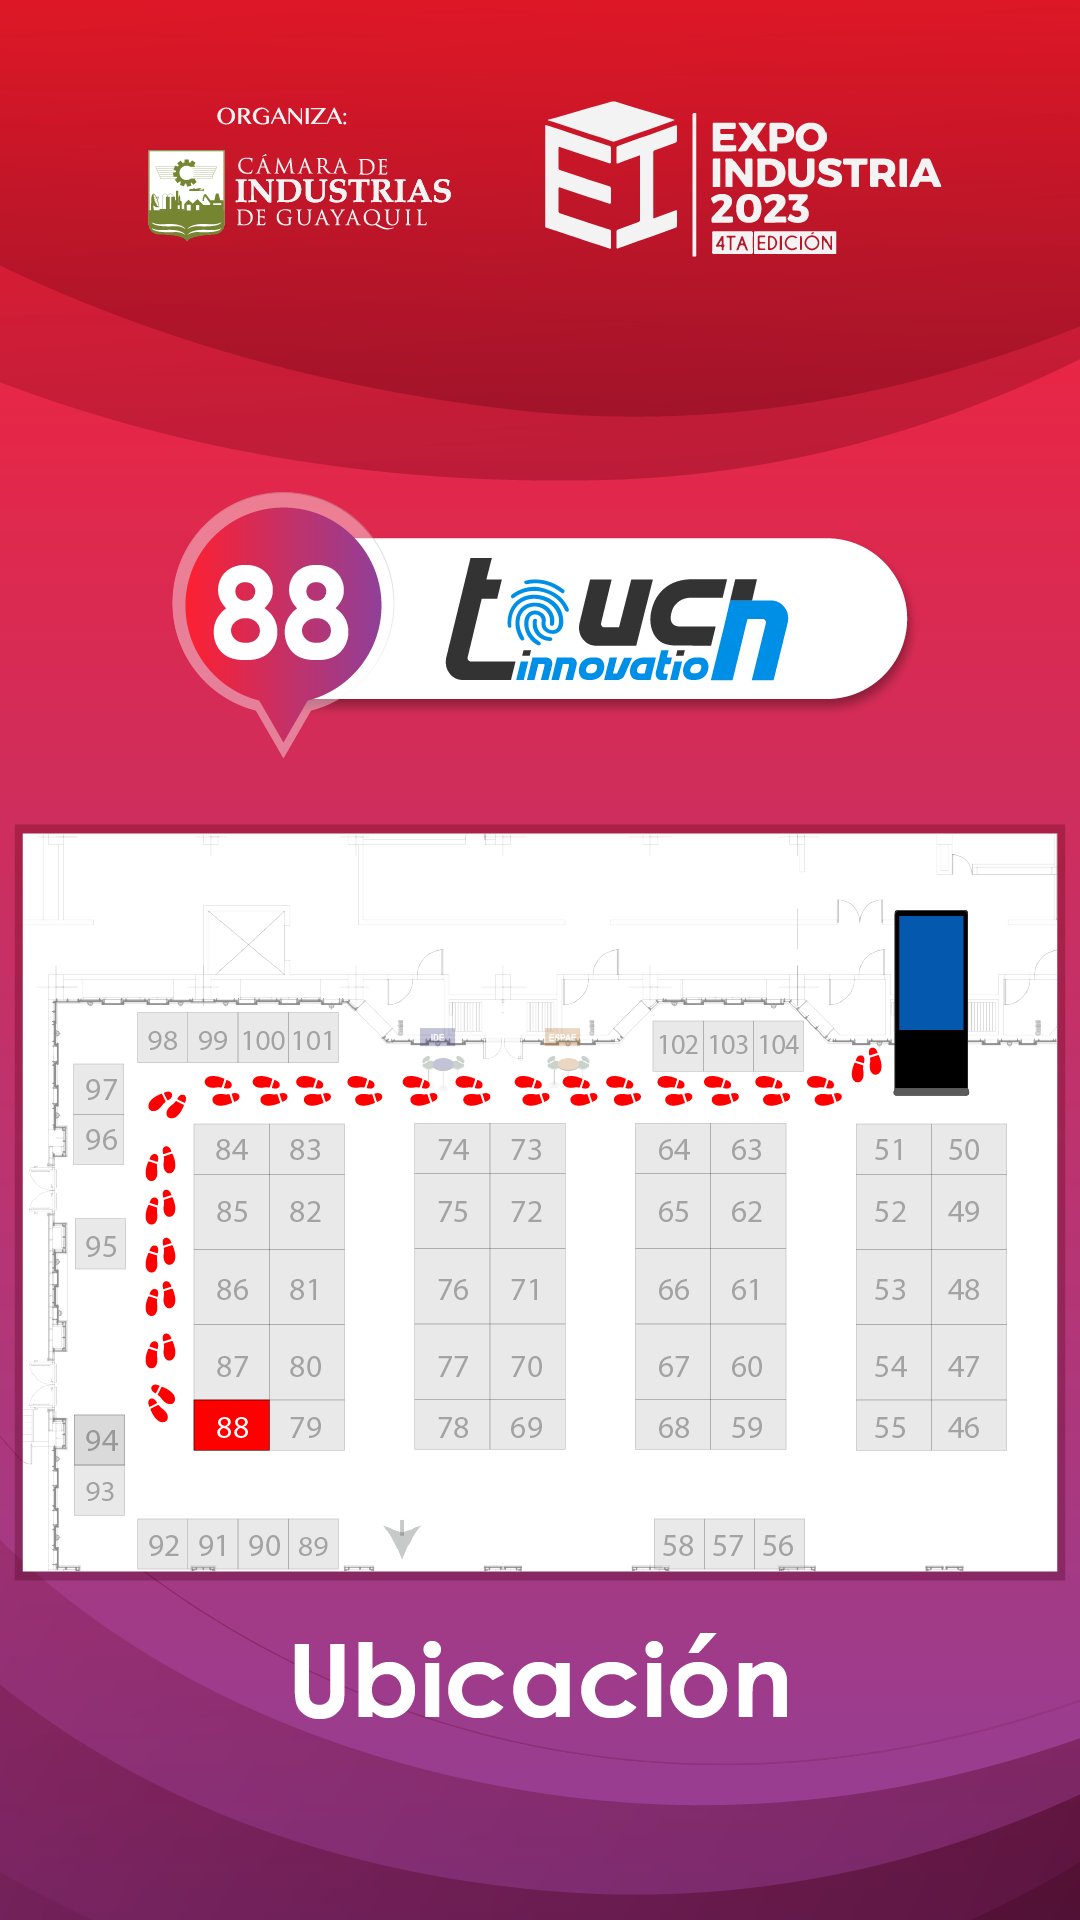 ORGANIZA:
CÁMARA DE
INDUSTRIAS
DE GUAYAQUIL
EI
EXPO
INDUSTRIA
2023
4TA EDICIÓN
88
touch
innovation
IDE
ESPAE
98 99 100 101
102 103 104
97
96
84 83 74 73 64 63 51 50
85 82 75 72 65 62 52 49
95
86 81 76 71 66 61 53 48
87 80 77 70 67 60 54 47
88 79 78 69 68 59 55 46
94
93
92 91 90 89
58 57 56
Ubicación